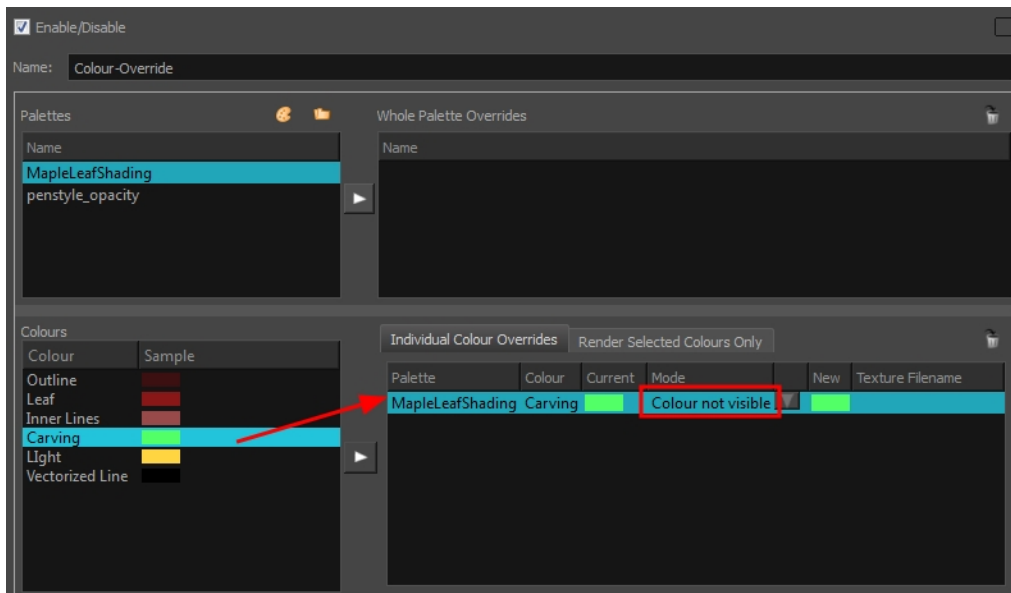 Enable/Disable
Name: Colour-Override
Palettes
Name
MapleLeafShading
penstyle_opacity
Whole Palette Overrides
Name
Colours
Colour Sample
Outline
Leaf
Inner Lines
Carving
LIght
Vectorized Line
Individual Colour Overrides Render Selected Colours Only
Palette Colour Current Mode New Texture Filename
MapleLeafShading Carving Colour not visible